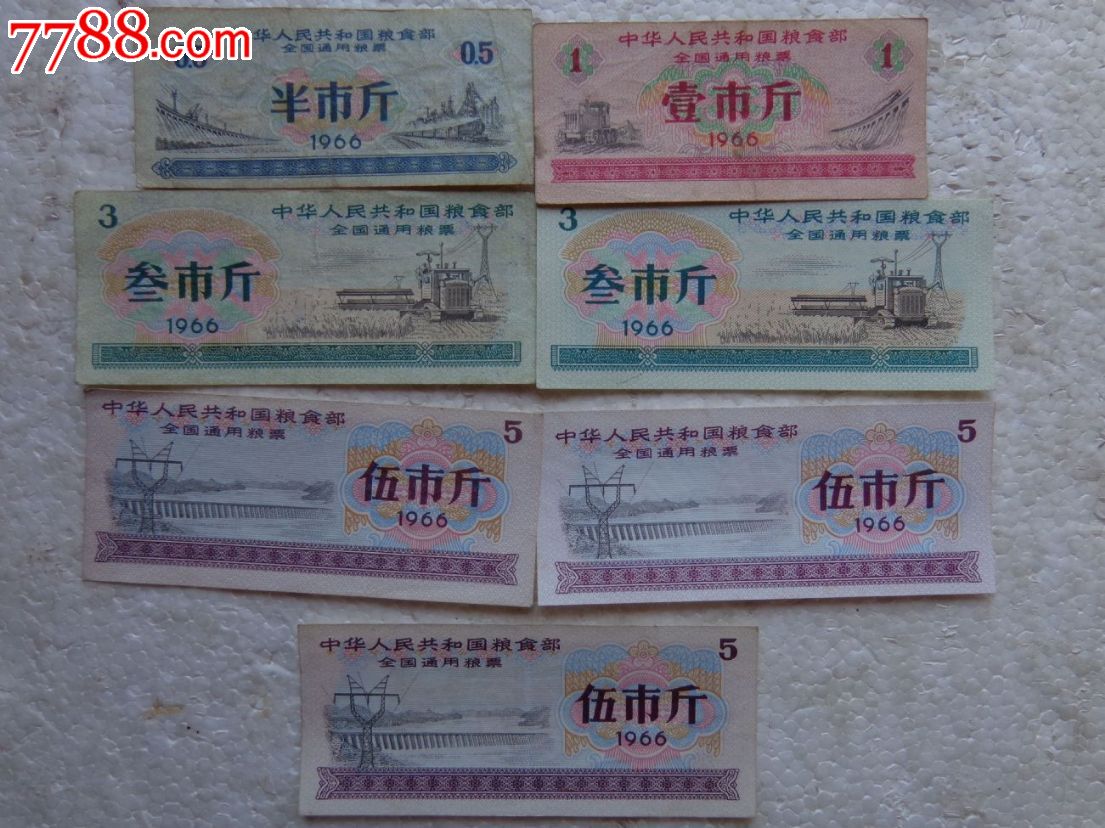 7788.com
中华人民共和国粮食部
全国通用粮票
0.5
0.5
半市斤
1966
中华人民共和国粮食部
全国通用粮票
1
1
壹市斤
1966
3
中华人民共和国粮食部
全国通用粮票
叁市斤
1966
3
中华人民共和国粮食部
全国通用粮票
叁市斤
1966
中华人民共和国粮食部
全国通用粮票
5
伍市斤
1966
中华人民共和国粮食部
全国通用粮票
5
伍市斤
1966
中华人民共和国粮食部
全国通用粮票
5
伍市斤
1966